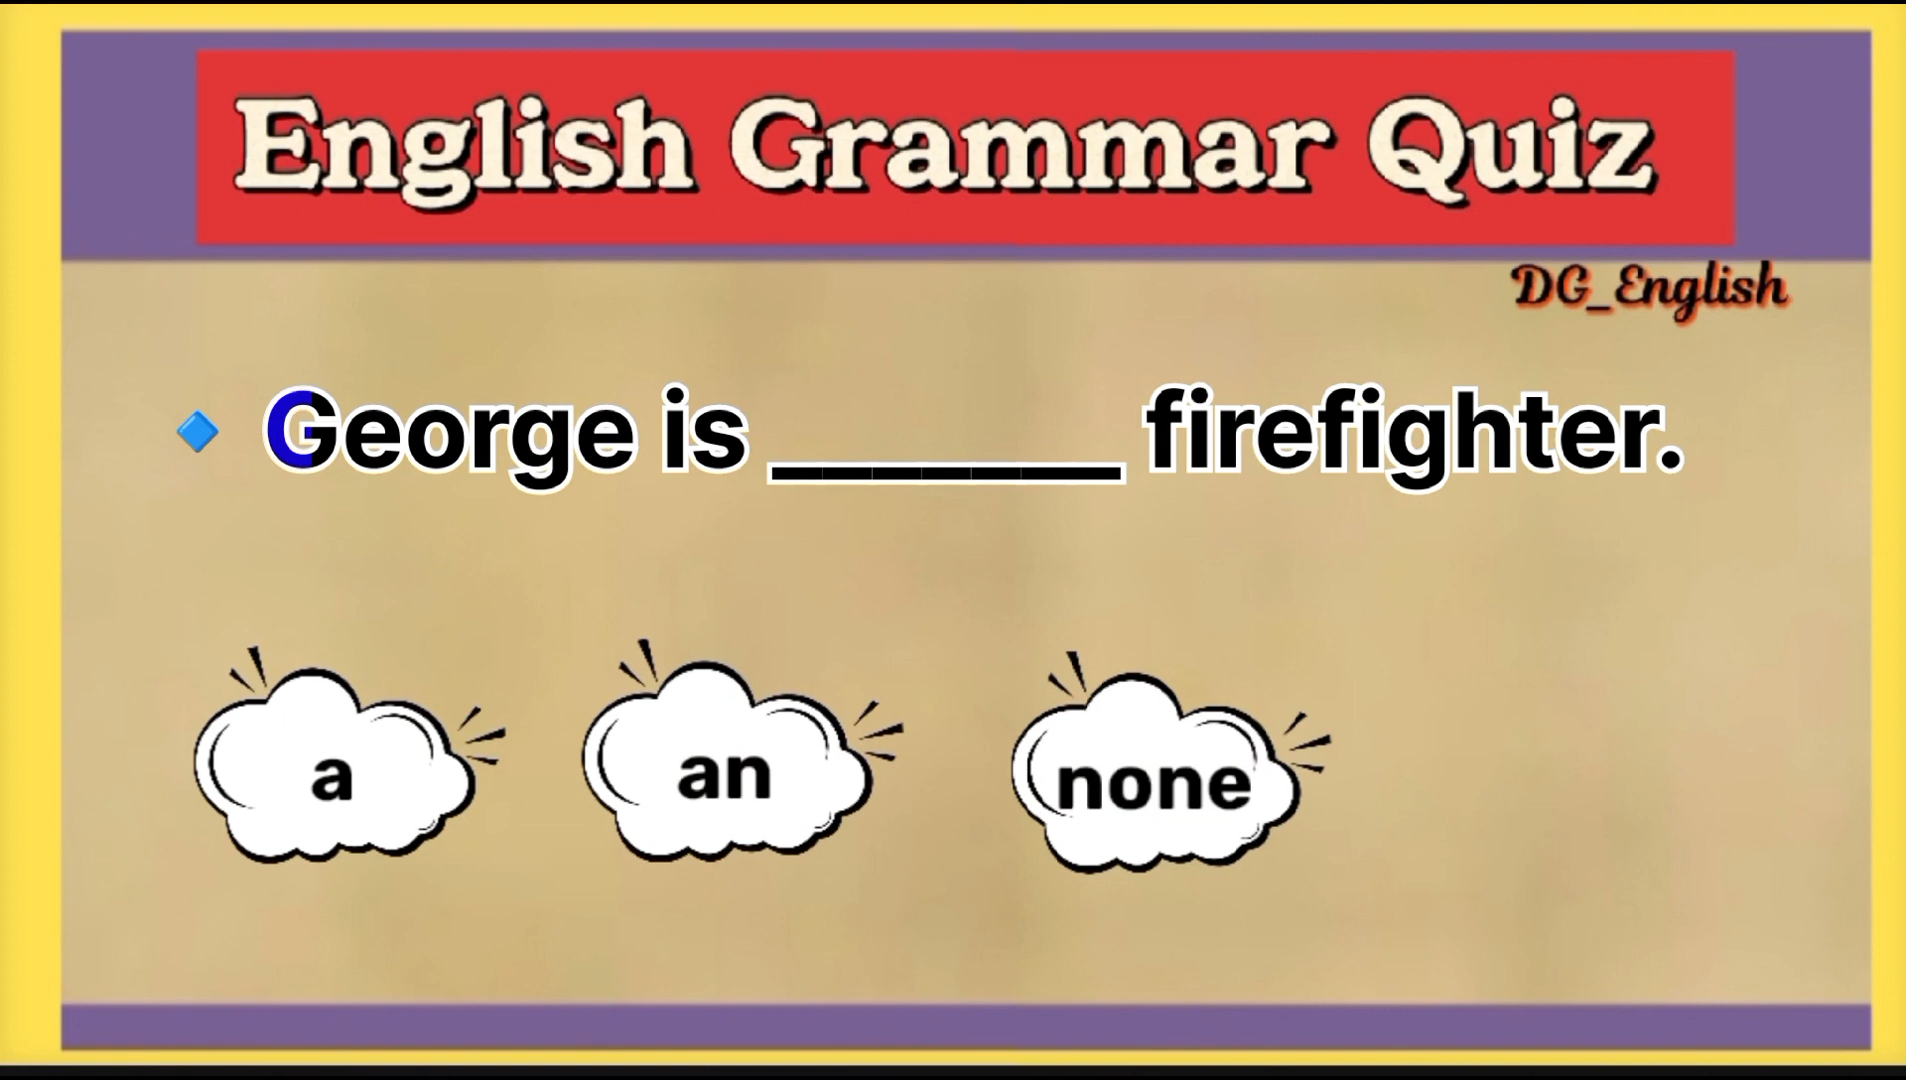 English Grammar Quiz
DG_English
George is _______ firefighter.
a
an
none